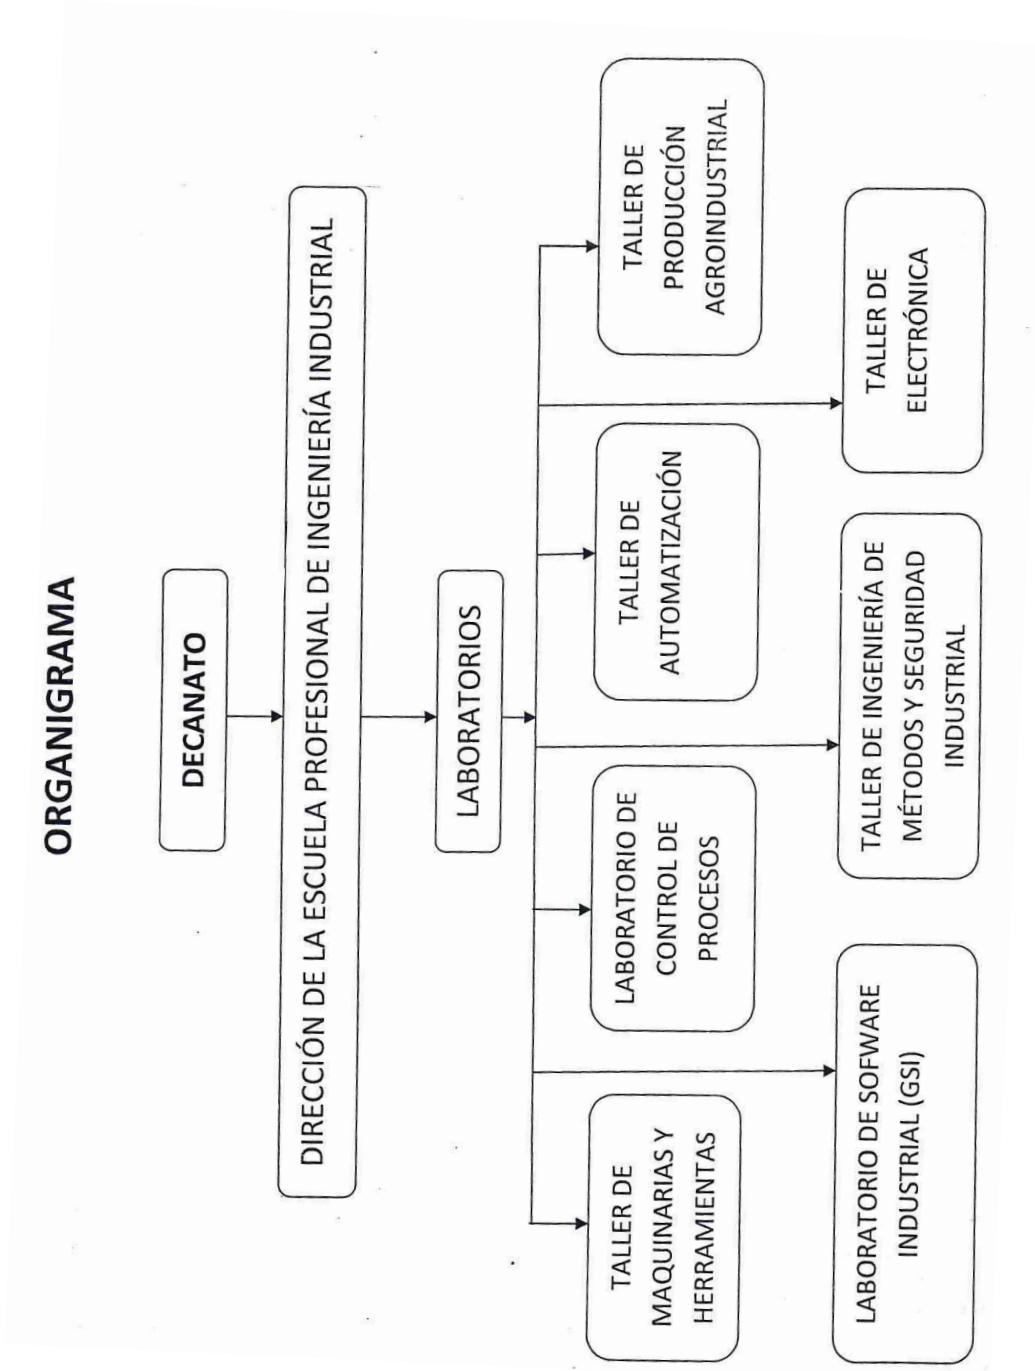 ORGANIGRAMA
DECANATO
DIRECCIÓN DE LA ESCUELA PROFESIONAL DE INGENIERÍA INDUSTRIAL
LABORATORIOS
TALLER DE
MAQUINARIAS Y
HERRAMIENTAS
LABORATORIO DE
CONTROL DE
PROCESOS
TALLER DE
AUTOMATIZACIÓN
TALLER DE
PRODUCCIÓN
AGROINDUSTRIAL
LABORATORIO DE SOFWARE
INDUSTRIAL (GSI)
TALLER DE INGENIERÍA DE
MÉTODOS Y SEGURIDAD
INDUSTRIAL
TALLER DE
ELECTRÓNICA